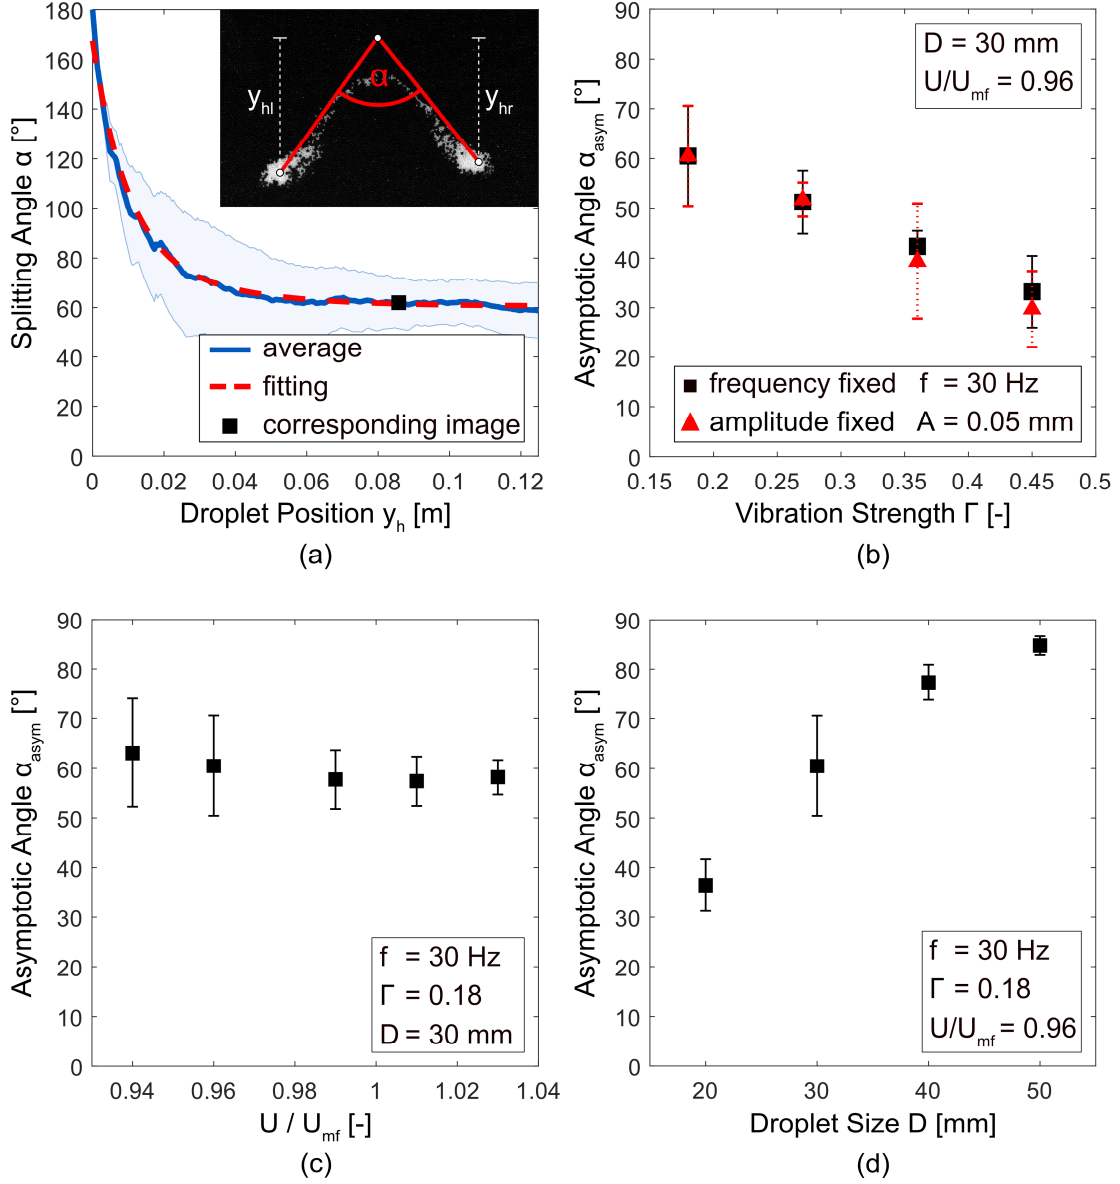 180
160
140
120
100
80
60
40
20
0
Splitting Angle α [°]
y_hl
α
y_hr
average
fitting
corresponding image
0 0.02 0.04 0.06 0.08 0.1 0.12
Droplet Position y_h [m]
(a)
90
80
70
60
50
40
30
20
10
0
Asymptotic Angle α_asym [°]
D = 30 mm
U/U_mf = 0.96
frequency fixed f = 30 Hz
amplitude fixed A = 0.05 mm
0.15 0.2 0.25 0.3 0.35 0.4 0.45 0.5
Vibration Strength Γ [-]
(b)
90
80
70
60
50
40
30
20
10
0
Asymptotic Angle α_asym [°]
f = 30 Hz
Γ = 0.18
D = 30 mm
0.94 0.96 0.98 1 1.02 1.04
U / U_mf [-]
(c)
90
80
70
60
50
40
30
20
10
0
Asymptotic Angle α_asym [°]
f = 30 Hz
Γ = 0.18
U/U_mf = 0.96
20 30 40 50
Droplet Size D [mm]
(d)